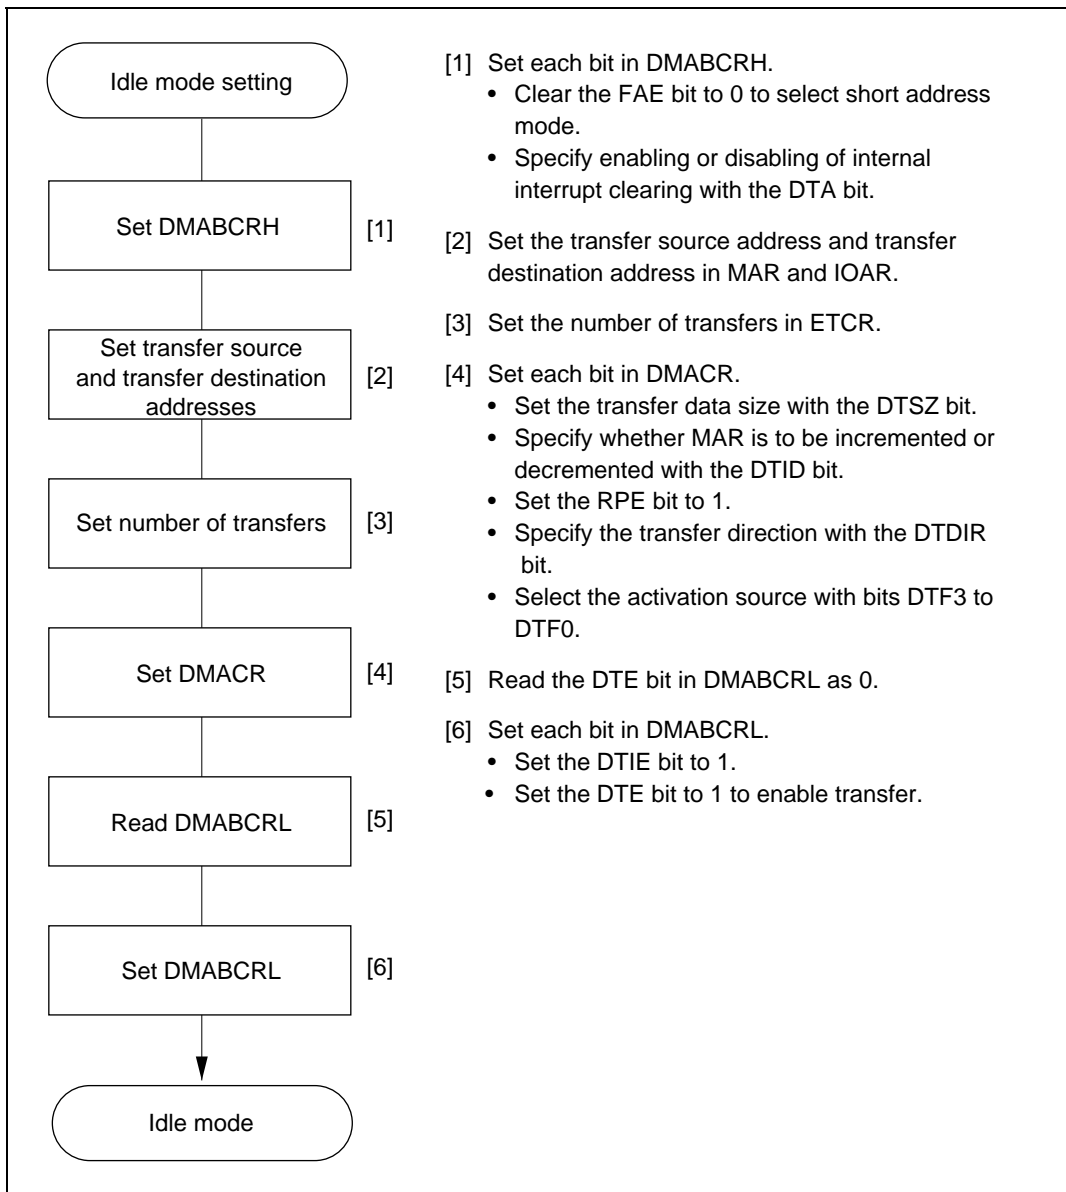 Idle mode setting
Set DMABCRH
[1]
Set transfer source
and transfer destination
addresses
[2]
Set number of transfers
[3]
Set DMACR
[4]
Read DMABCRL
[5]
Set DMABCRL
[6]
Idle mode
[1] Set each bit in DMABCRH.
• Clear the FAE bit to 0 to select short address
mode.
• Specify enabling or disabling of internal
interrupt clearing with the DTA bit.
[2] Set the transfer source address and transfer
destination address in MAR and IOAR.
[3] Set the number of transfers in ETCR.
[4] Set each bit in DMACR.
• Set the transfer data size with the DTSZ bit.
• Specify whether MAR is to be incremented or
decremented with the DTID bit.
• Set the RPE bit to 1.
• Specify the transfer direction with the DTDIR
bit.
• Select the activation source with bits DTF3 to
DTF0.
[5] Read the DTE bit in DMABCRL as 0.
[6] Set each bit in DMABCRL.
• Set the DTIE bit to 1.
• Set the DTE bit to 1 to enable transfer.